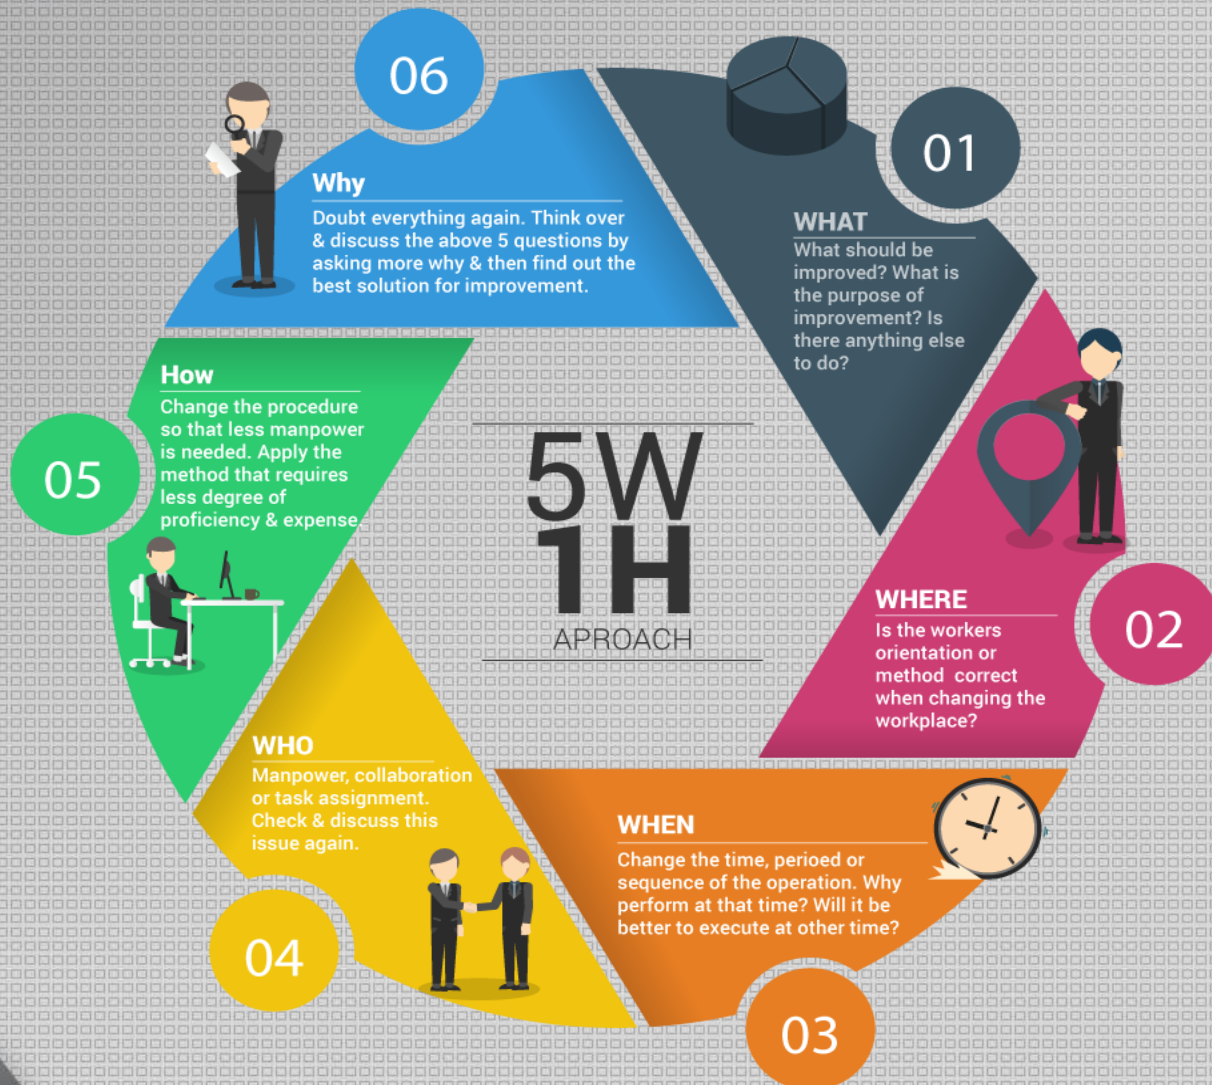 06
Why
Doubt everything again. Think over
& discuss the above 5 questions by
asking more why & then find out the
best solution for improvement.
01
WHAT
What should be
improved? What is
the purpose of
improvement? Is
there anything else
to do?
How
Change the procedure
so that less manpower
is needed. Apply the
method that requires
less degree of
proficiency & expense.
05
5W
1H
APROACH
WHERE
Is the workers
orientation or
method correct
when changing the
workplace?
02
WHO
Manpower, collaboration
or task assignment.
Check & discuss this
issue again.
04
WHEN
Change the time, perioed or
sequence of the operation. Why
perform at that time? Will it be
better to execute at other time?
03